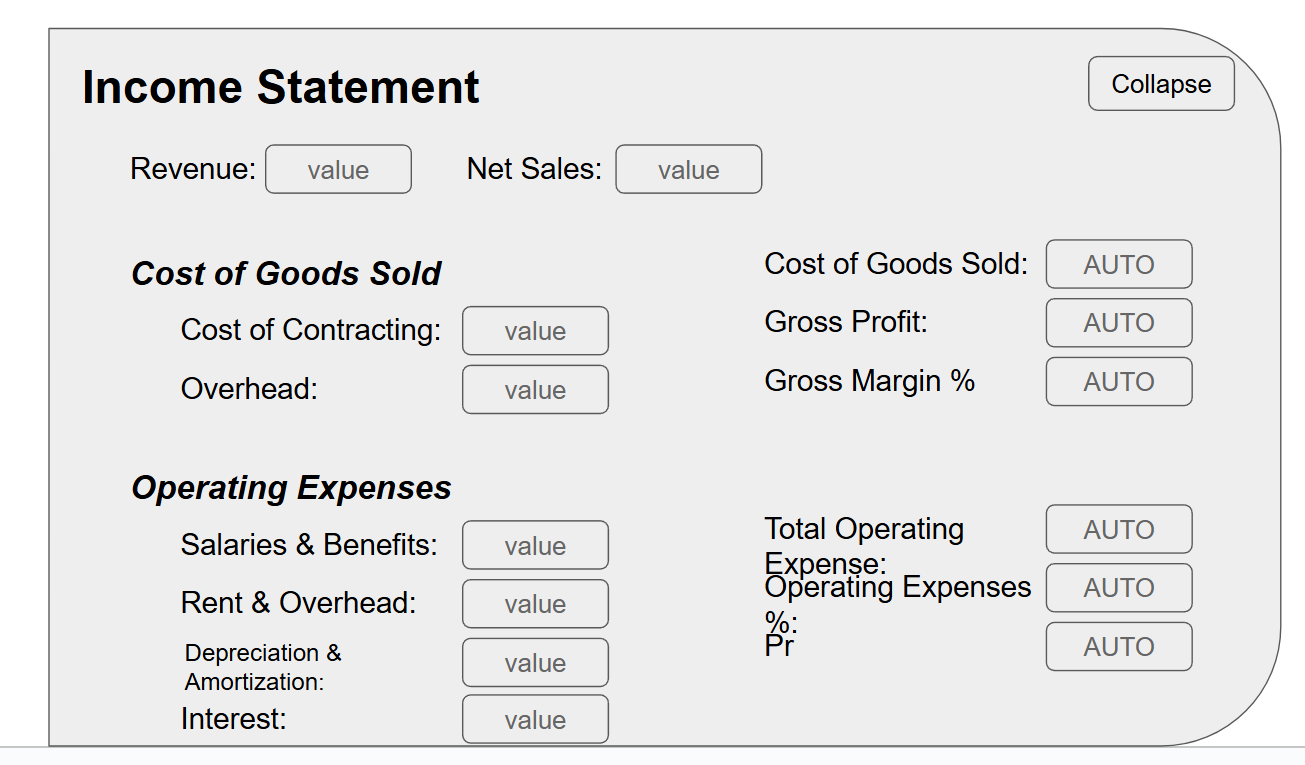 Income Statement
Collapse
Revenue: value Net Sales: value
Cost of Goods Sold
Cost of Contracting: value
Overhead: value
Cost of Goods Sold: AUTO
Gross Profit: AUTO
Gross Margin % AUTO
Operating Expenses
Salaries & Benefits: value
Rent & Overhead: value
Depreciation &
Amortization: value
Interest: value
Total Operating AUTO
Expense:
Operating Expenses AUTO
%:
Pr AUTO